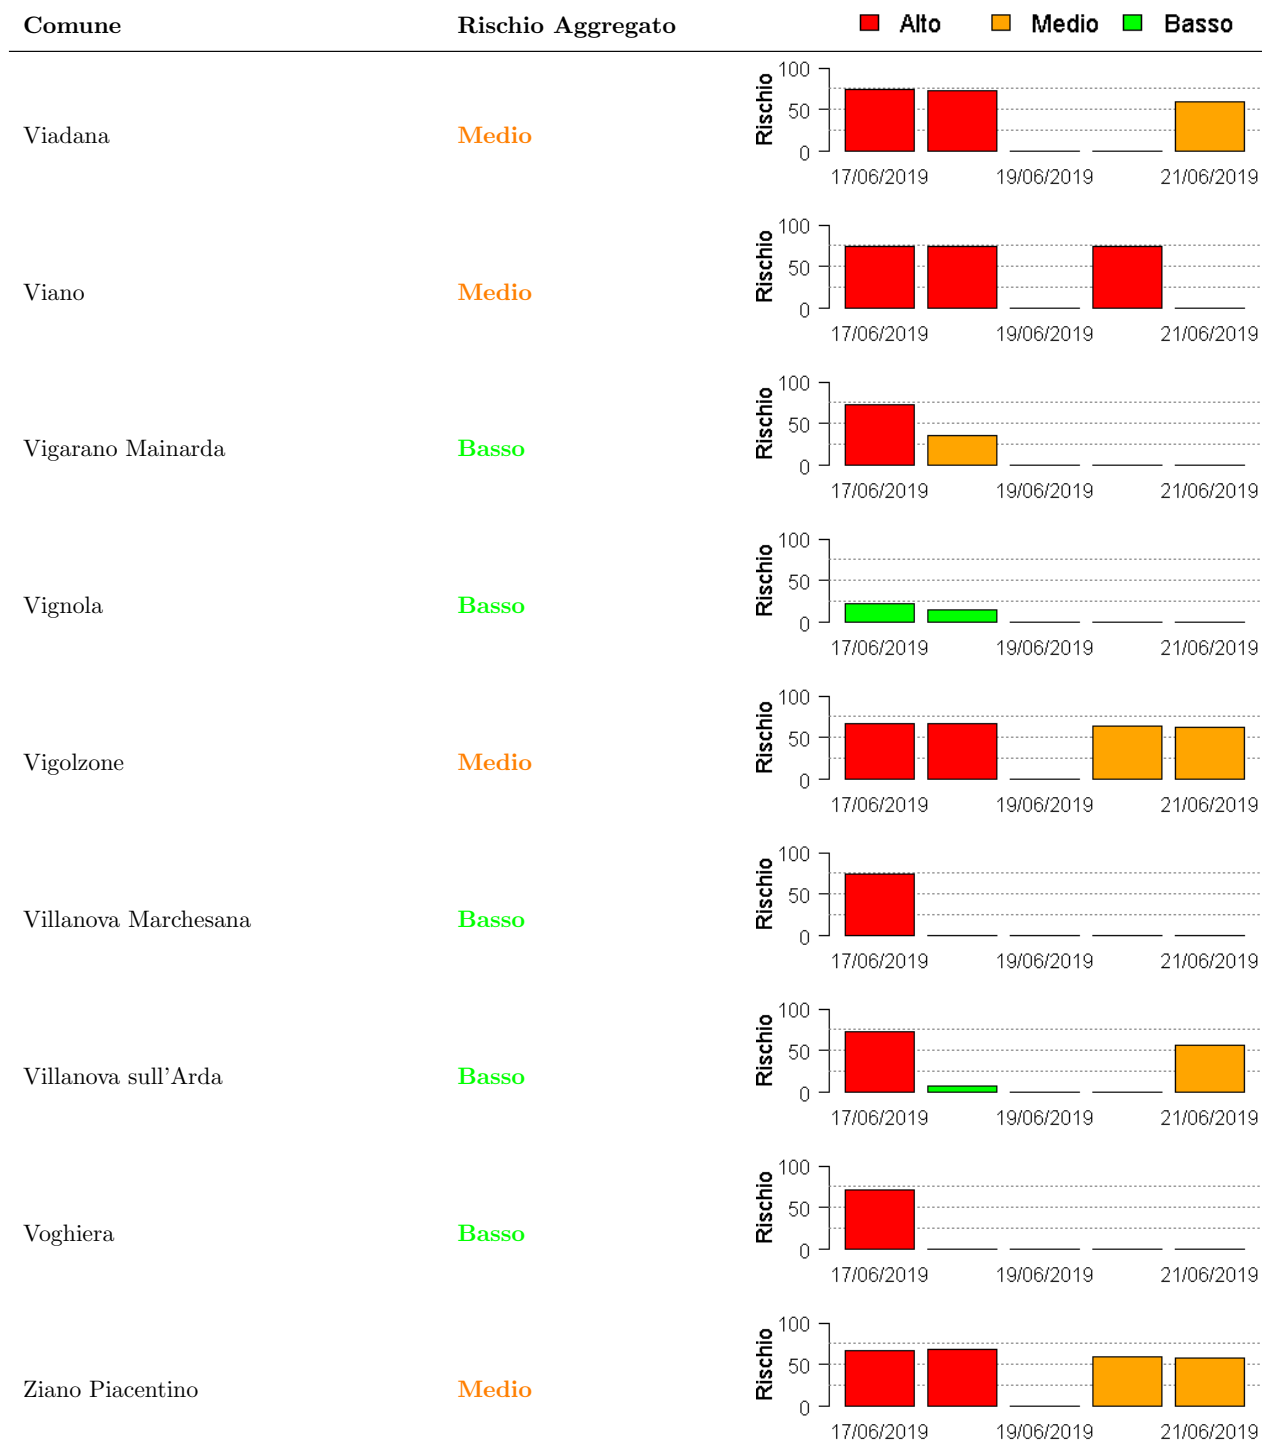 Comune Rischio Aggregato Alto Medio Basso
100
50
0
Rischio
Viadana Medio
17/06/2019 19/06/2019 21/06/2019
100
50
0
Rischio
Viano Medio
17/06/2019 19/06/2019 21/06/2019
100
50
0
Rischio
Vigarano Mainarda Basso
17/06/2019 19/06/2019 21/06/2019
100
50
0
Rischio
Vignola Basso
17/06/2019 19/06/2019 21/06/2019
100
50
0
Rischio
Vigolzone Medio
17/06/2019 19/06/2019 21/06/2019
100
50
0
Rischio
Villanova Marchesana Basso
17/06/2019 19/06/2019 21/06/2019
100
50
0
Rischio
Villanova sull'Arda Basso
17/06/2019 19/06/2019 21/06/2019
100
50
0
Rischio
Voghiera Basso
17/06/2019 19/06/2019 21/06/2019
100
50
0
Rischio
Ziano Piacentino Medio
17/06/2019 19/06/2019 21/06/2019